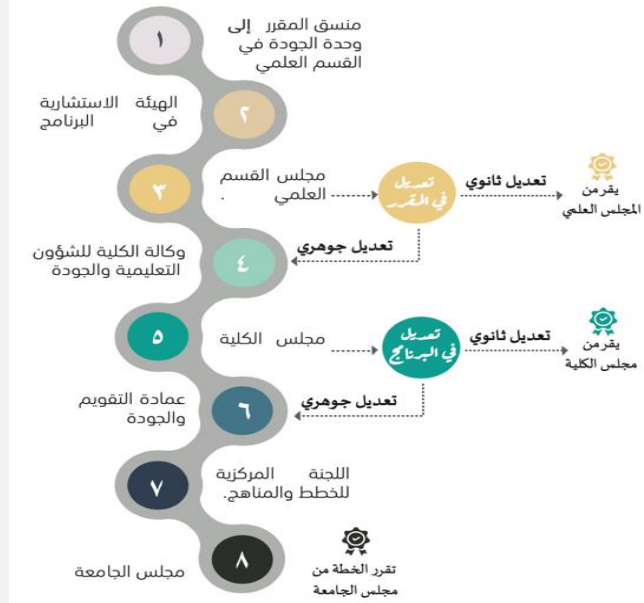 ١
منسق المقرر إلى
وحدة الجودة في
القسم العلمي
٢
الهيئة الاستشارية
في البرنامج
٣
مجلس القسم
العلمي .
تعديل
في المقرر
تعديل ثانوي
يقر من
المجلس العلمي
تعديل جوهري
٤
وكالة الكلية للشؤون
التعليمية والجودة
٥
مجلس الكلية
تعديل
في البرنامج
تعديل ثانوي
يقر من
مجلس الكلية
تعديل جوهري
٦
عمادة التقويم
والجودة
٧
اللجنة المركزية
للخطط والمناهج.
٨
مجلس الجامعة
تقرر الخطة من
مجلس الجامعة